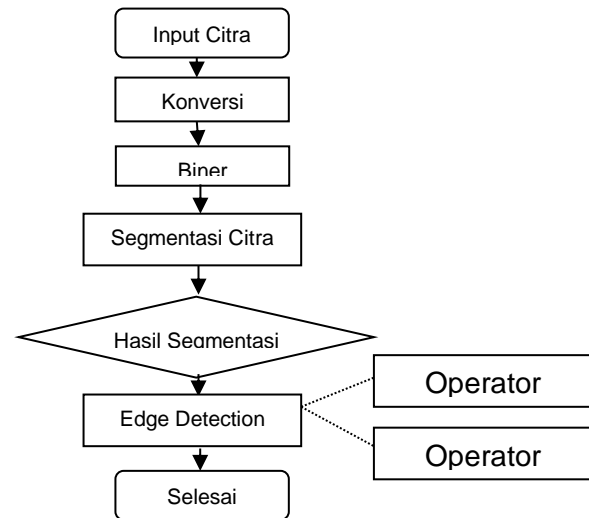 Input Citra
Konversi
Biner
Segmentasi Citra
Hasil Segmentasi
Edge Detection
Operator
Operator
Selesai